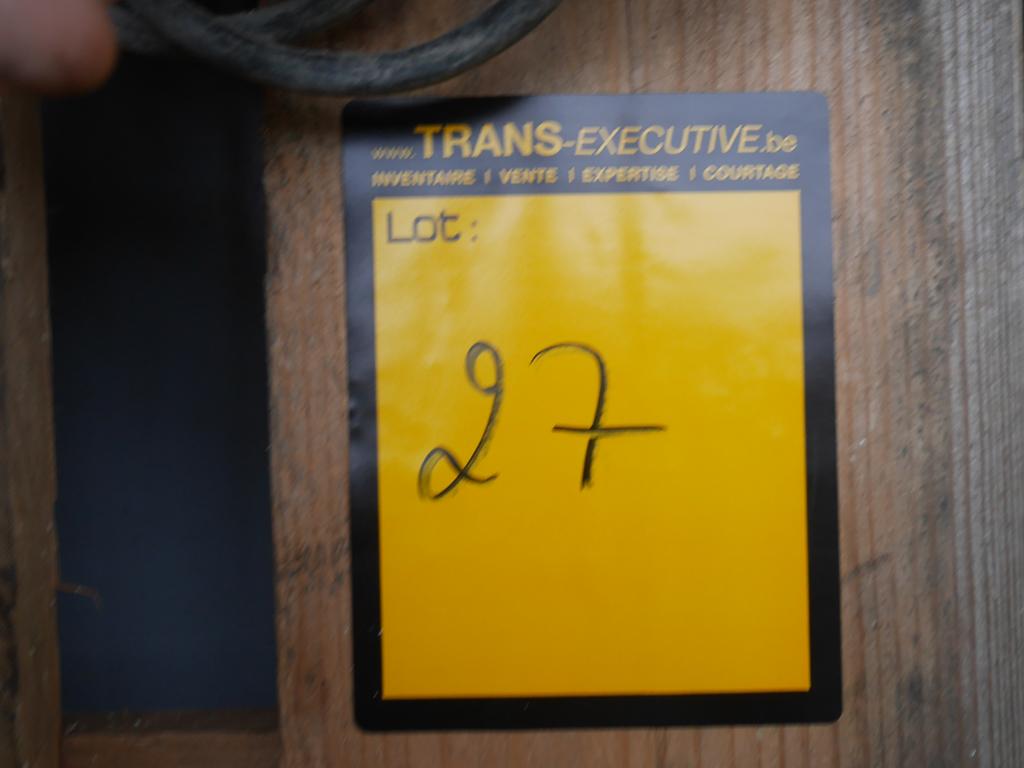 www.TRANS-EXECUTIVE.be
INVENTAIRE | VENTE | EXPERTISE | COURTAGE
Lot:
27